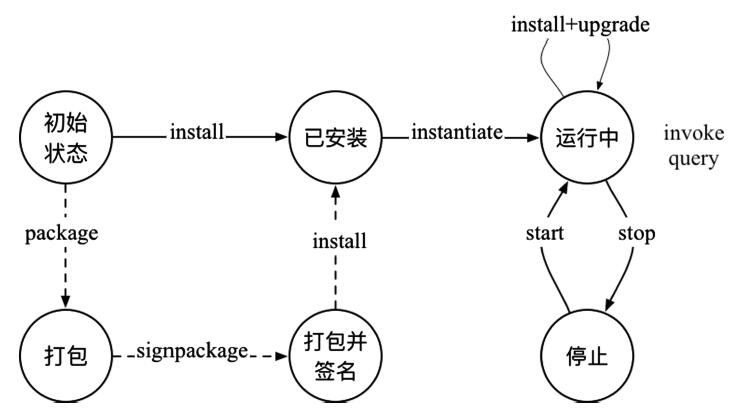 install+upgrade
初始
状态
install
已安装
instantiate
运行中
invoke
query
package
install
start
stop
打包
signpackage
打包并
签名
停止